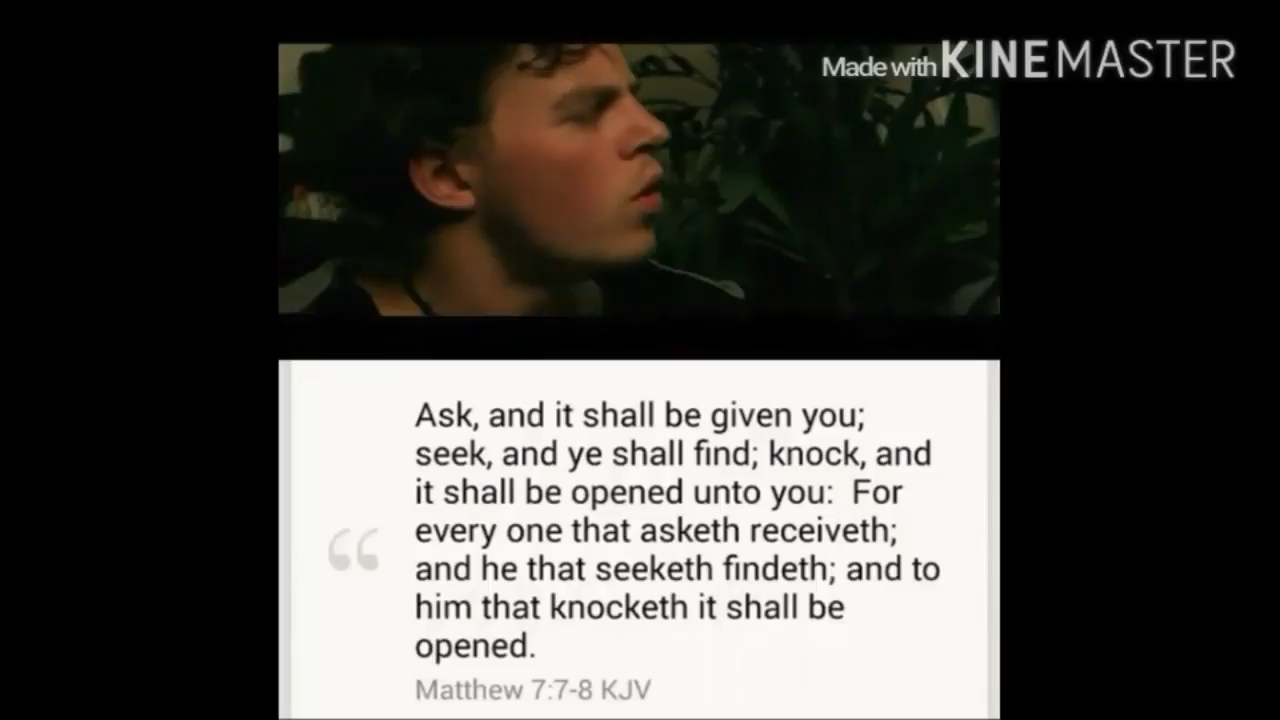 Made with KINEMASTER
Ask, and it shall be given you;
seek, and ye shall find; knock, and
it shall be opened unto you:  For
every one that asketh receiveth;
and he that seeketh findeth; and to
him that knocketh it shall be
opened.
Matthew 7:7-8 KJV